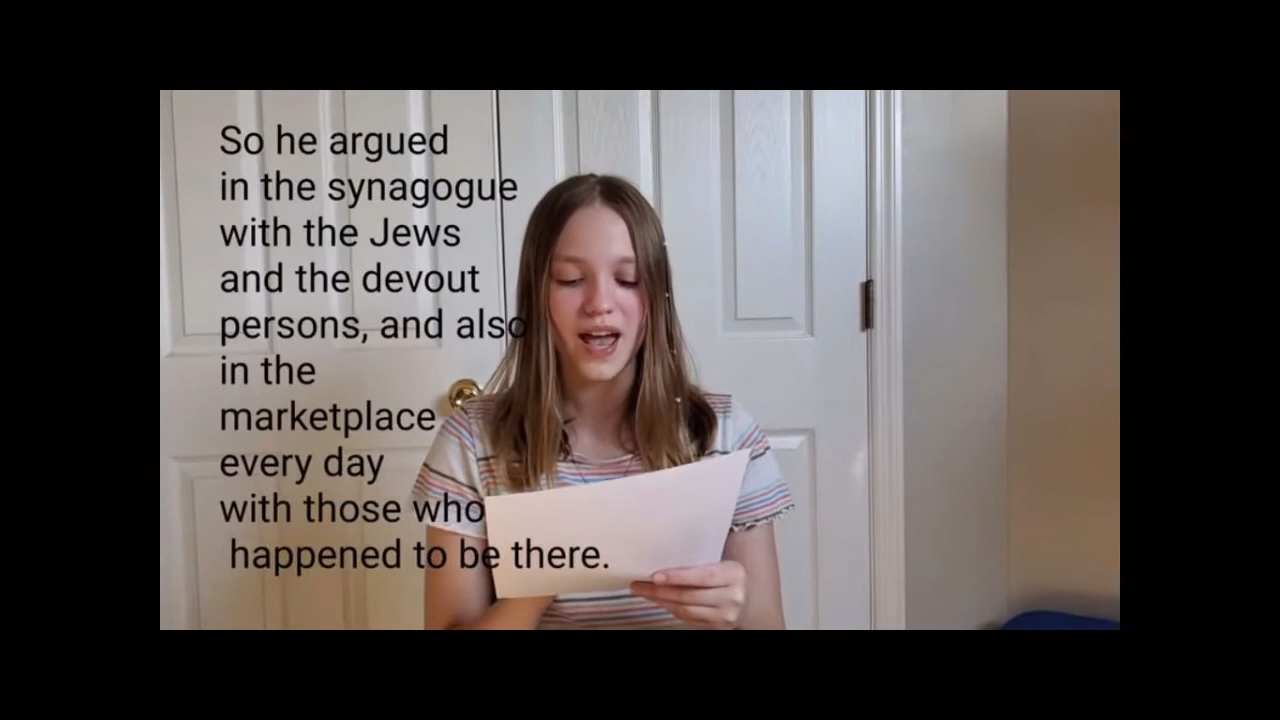 So he argued
in the synagogue
with the Jews
and the devout
persons, and also
in the
marketplace
every day
with those who
happened to be there.